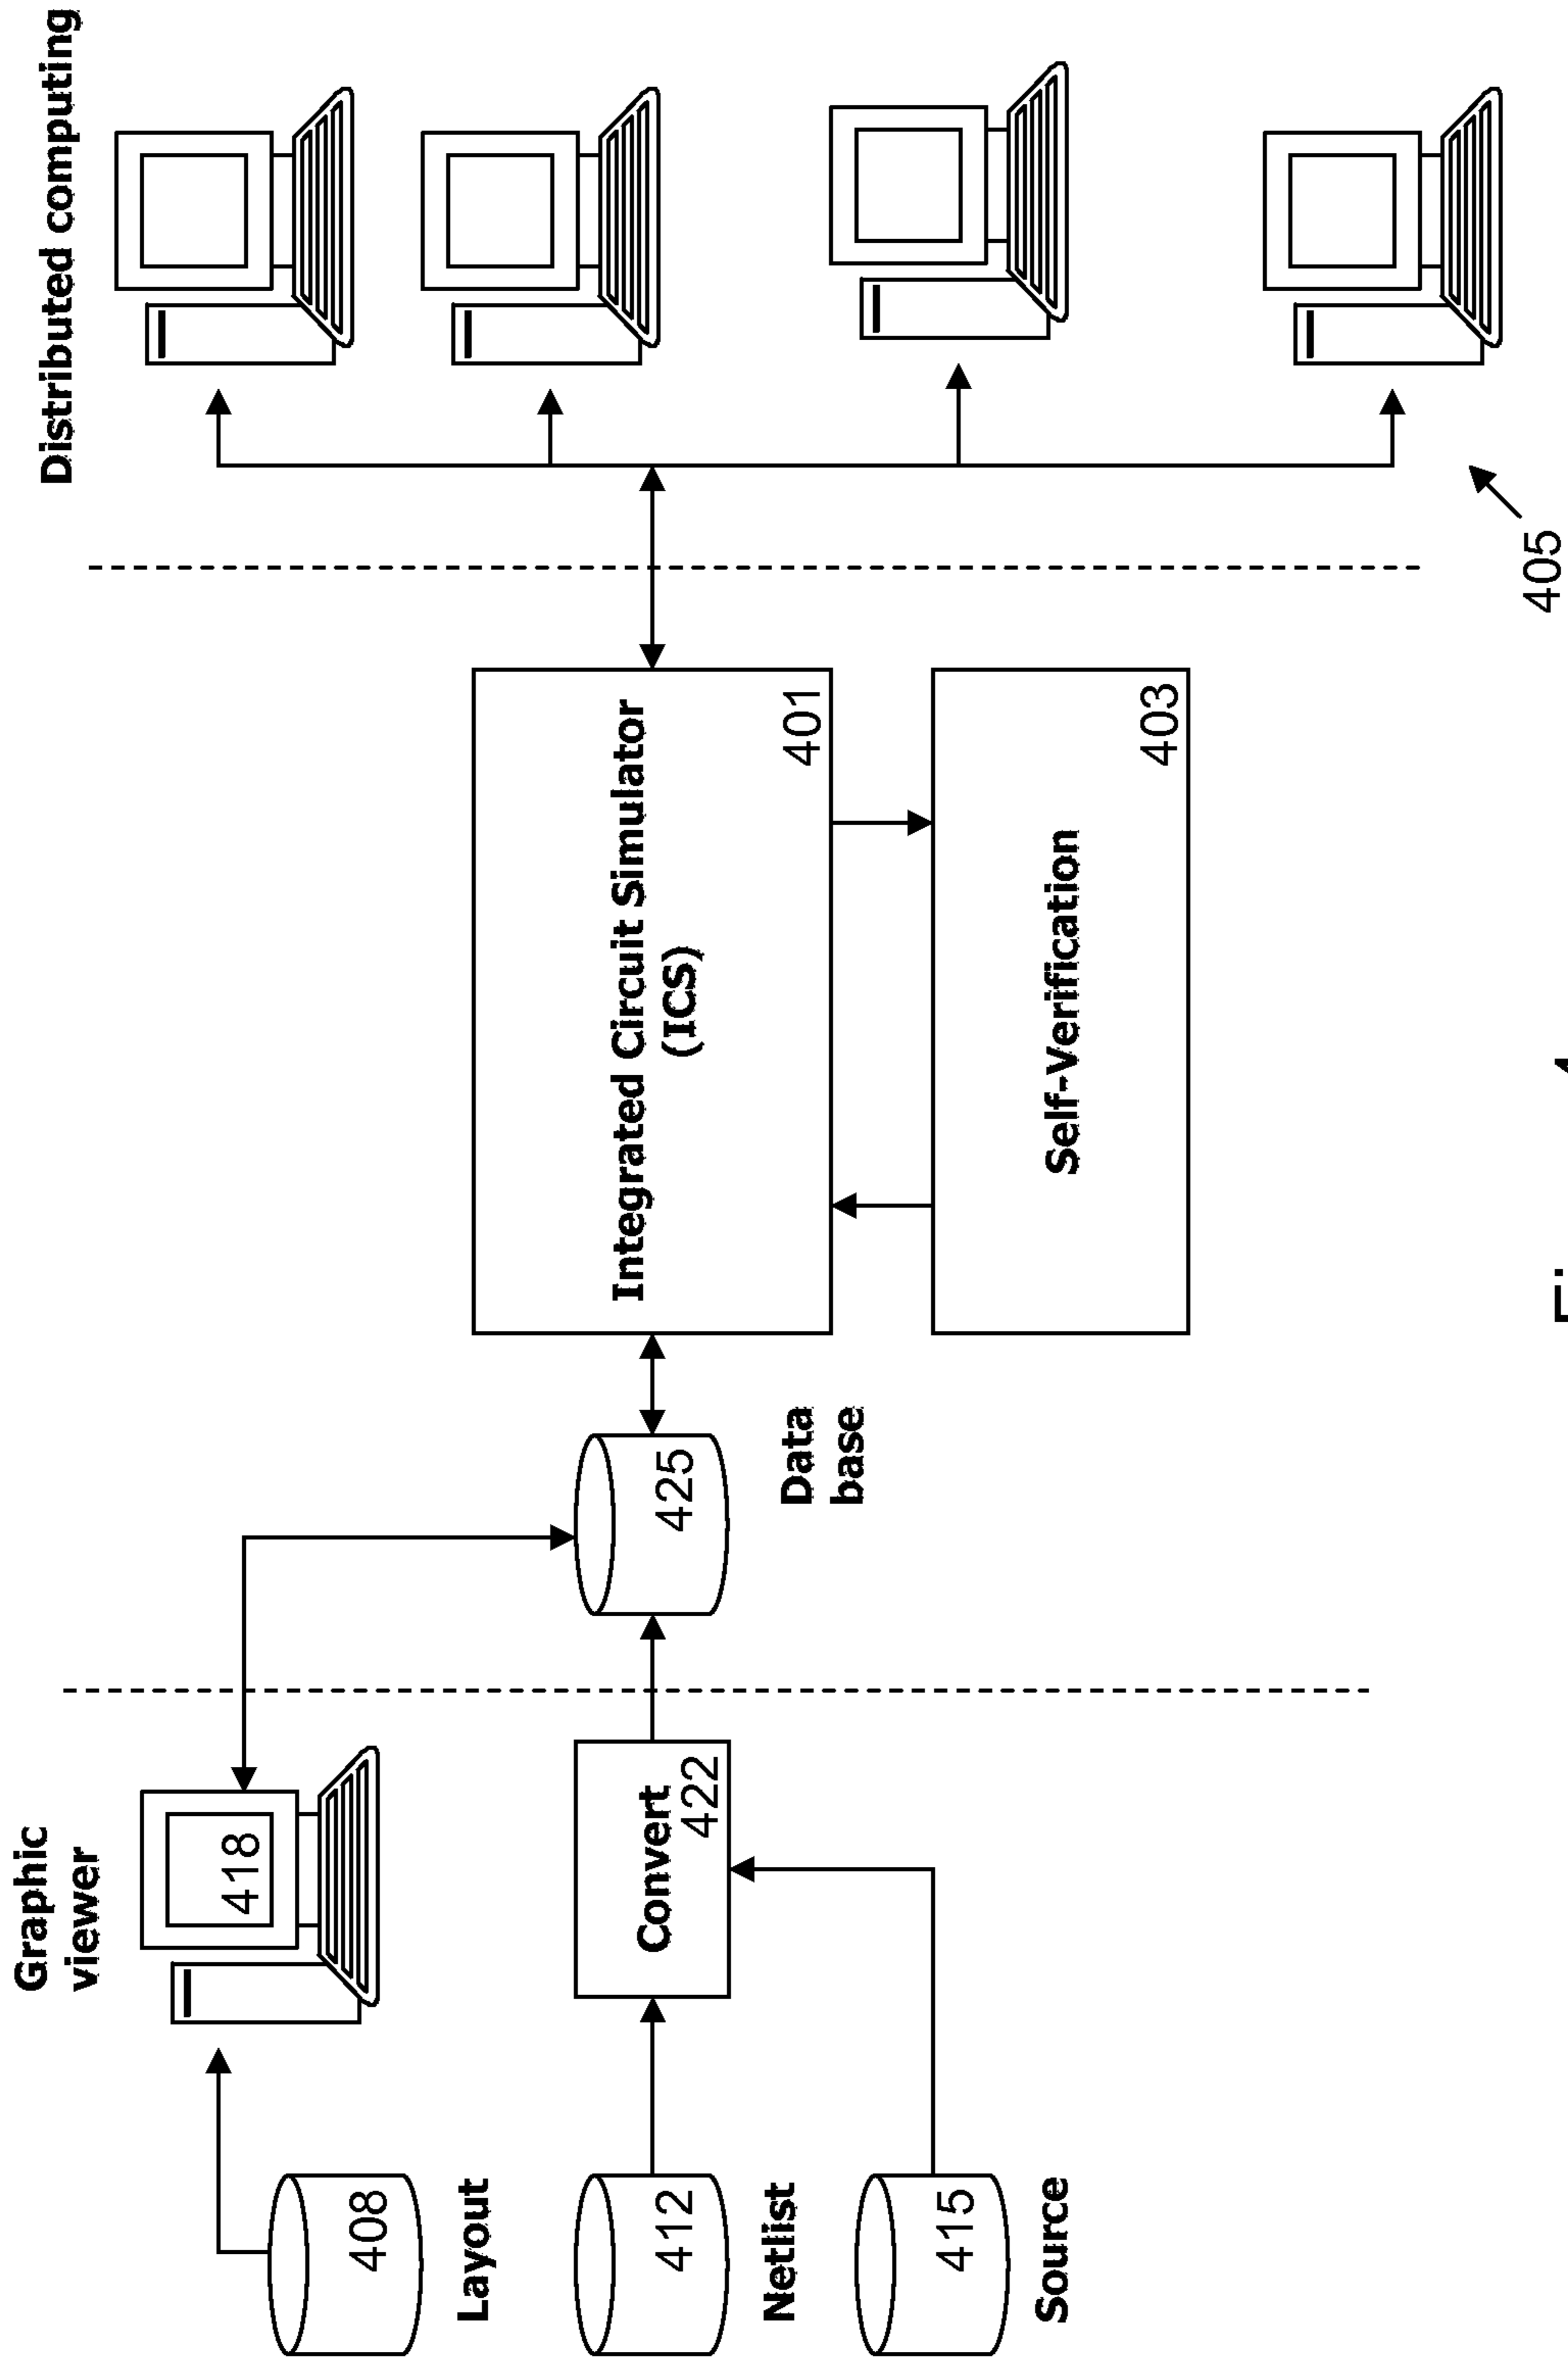 Graphic
viewer
Distributed computing
418
408
Layout
Convert
422
412
Netlist
415
Source
425
Data
base
Integrated Circuit Simulator
(ICS)
401
Self-Verification
403
405